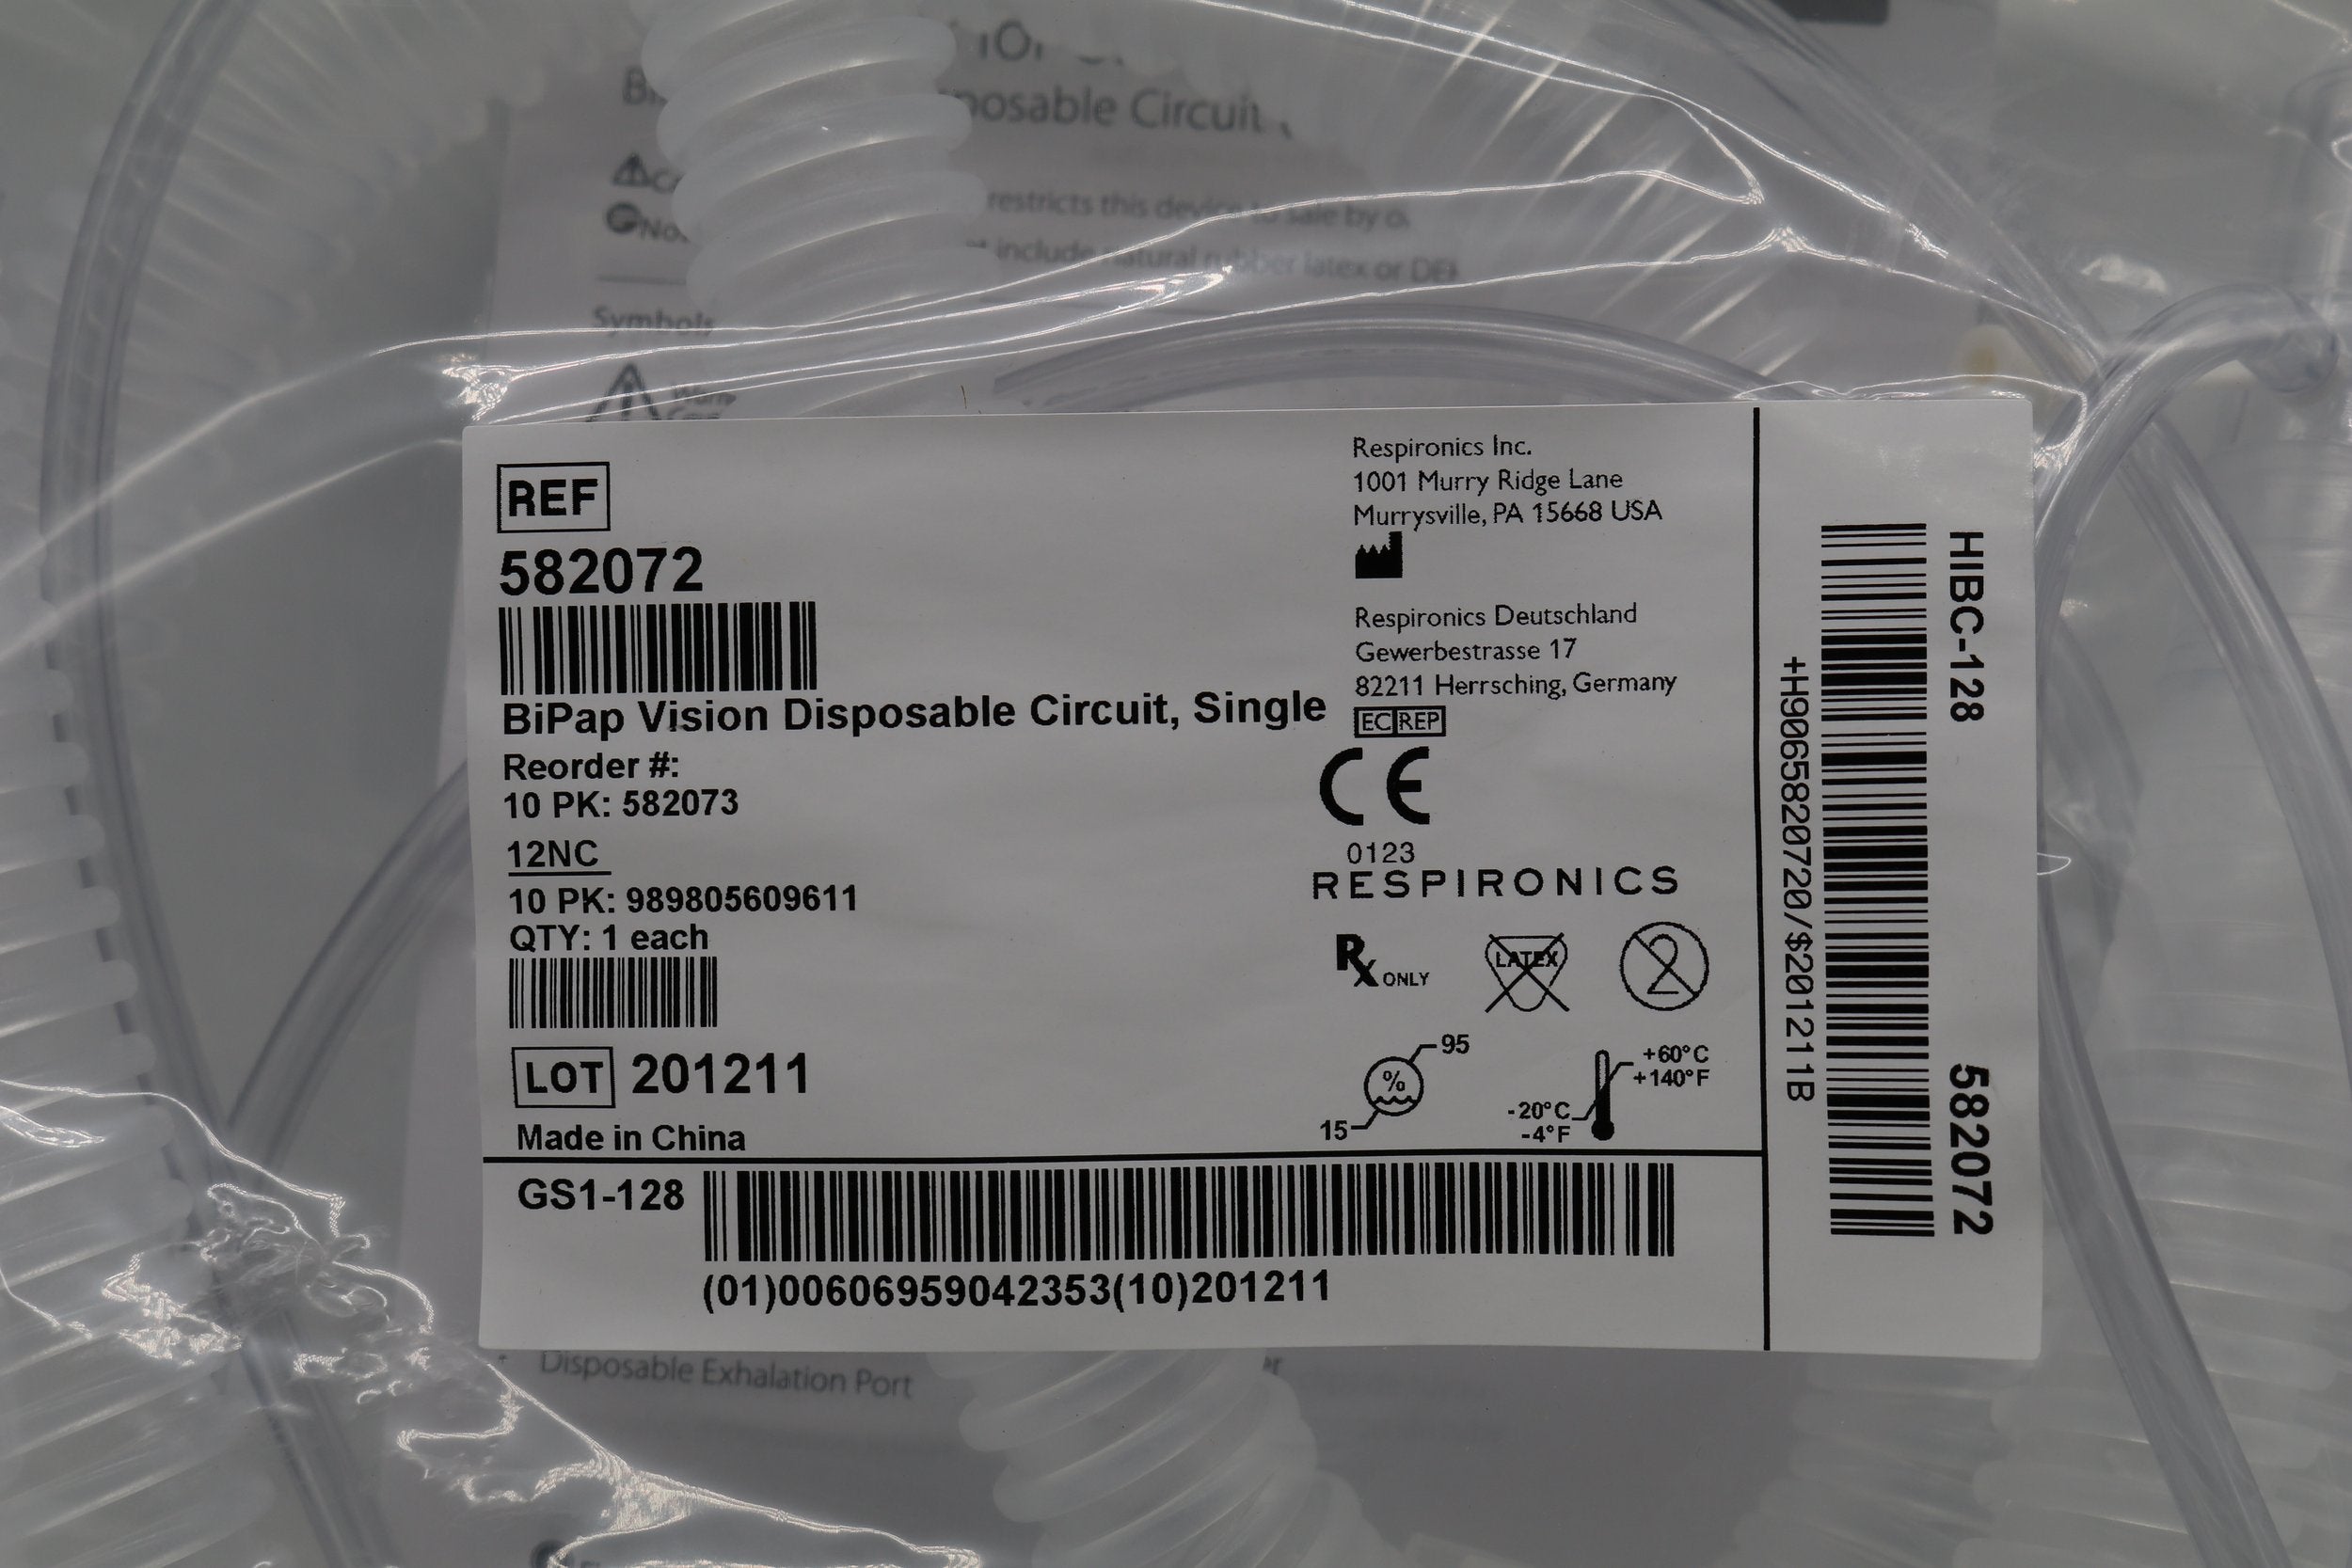 posable Circuit
restricts this device to sale by o
include natural rubber latex or DEH
Symbols
REF
582072
BiPap Vision Disposable Circuit, Single
Reorder #:
10 PK: 582073
12NC
10 PK: 989805609611
QTY: 1 each
LOT 201211
Made in China
Respironics Inc.
1001 Murry Ridge Lane
Murrysville, PA 15668 USA
Respironics Deutschland
Gewerbestrasse 17
82211 Herrsching, Germany
EC REP
CE
0123
RESPIRONICS
Rx ONLY
LATEX
2
95
%
15
+60°C
+140°F
-20°C
-4°F
GS1-128
(01)00606959042353(10)201211
HIBC-128
582072
+H9065820720/$201211B
Disposable Exhalation Port